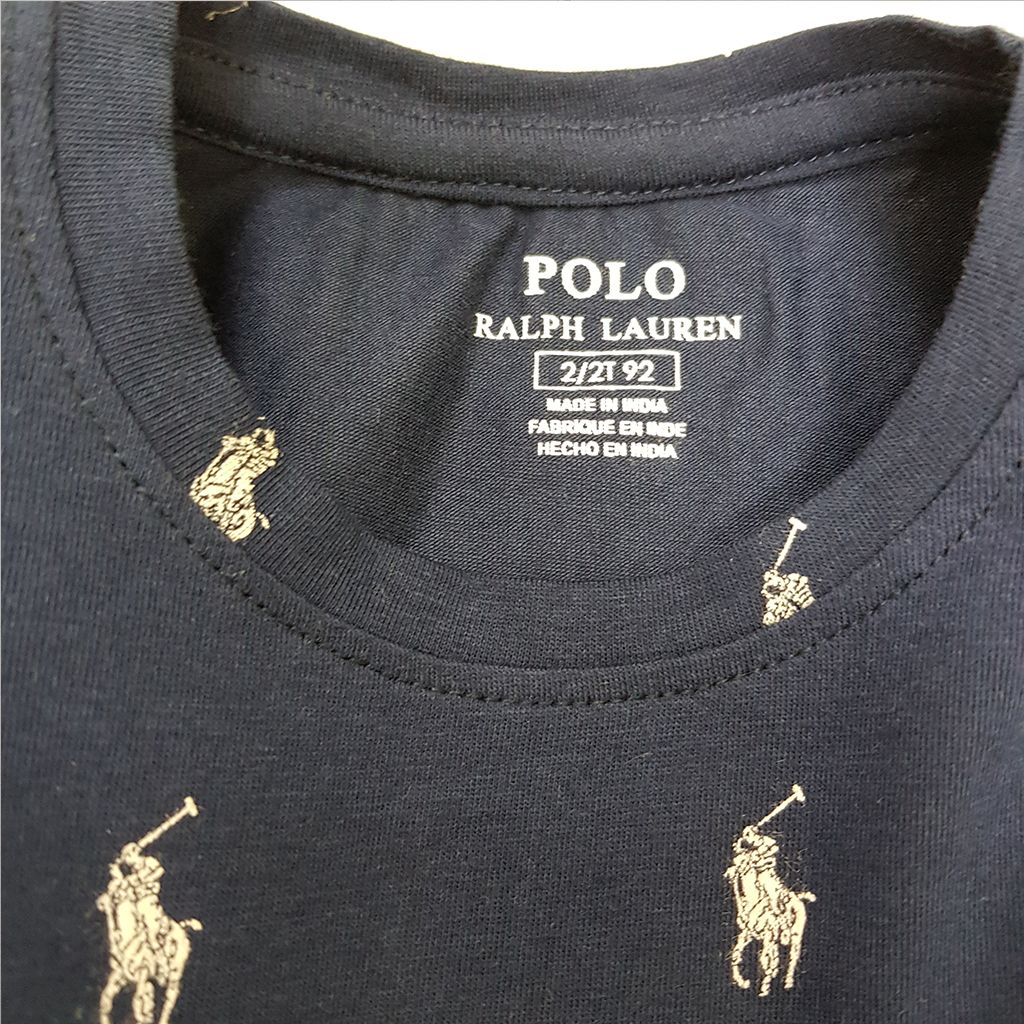 POLO
RALPH LAUREN
2/2T 92
MADE IN INDIA
FABRIQUE EN INDE
HECHO EN INDIA